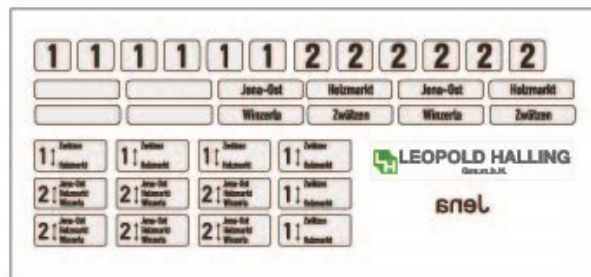 1 1 1 1 1 1 2 2 2 2 2 2
Jena-Ost Holzmarkt Jena-Ost Holzmarkt
Winzerla Zwätzen Winzerla Zwätzen
1 Zwätzen Holzmarkt 1 Zwätzen Holzmarkt 1 Zwätzen Holzmarkt 1 Zwätzen Holzmarkt
2 Jena-Ost Holzmarkt Winzerla 2 Jena-Ost Holzmarkt Winzerla 2 Jena-Ost Holzmarkt Winzerla 1 Zwätzen Holzmarkt
2 Jena-Ost Holzmarkt Winzerla 2 Jena-Ost Holzmarkt Winzerla 2 Jena-Ost Holzmarkt Winzerla 1 Zwätzen Holzmarkt
LH LEOPOLD HALLING
Ges.m.b.H.
Jena